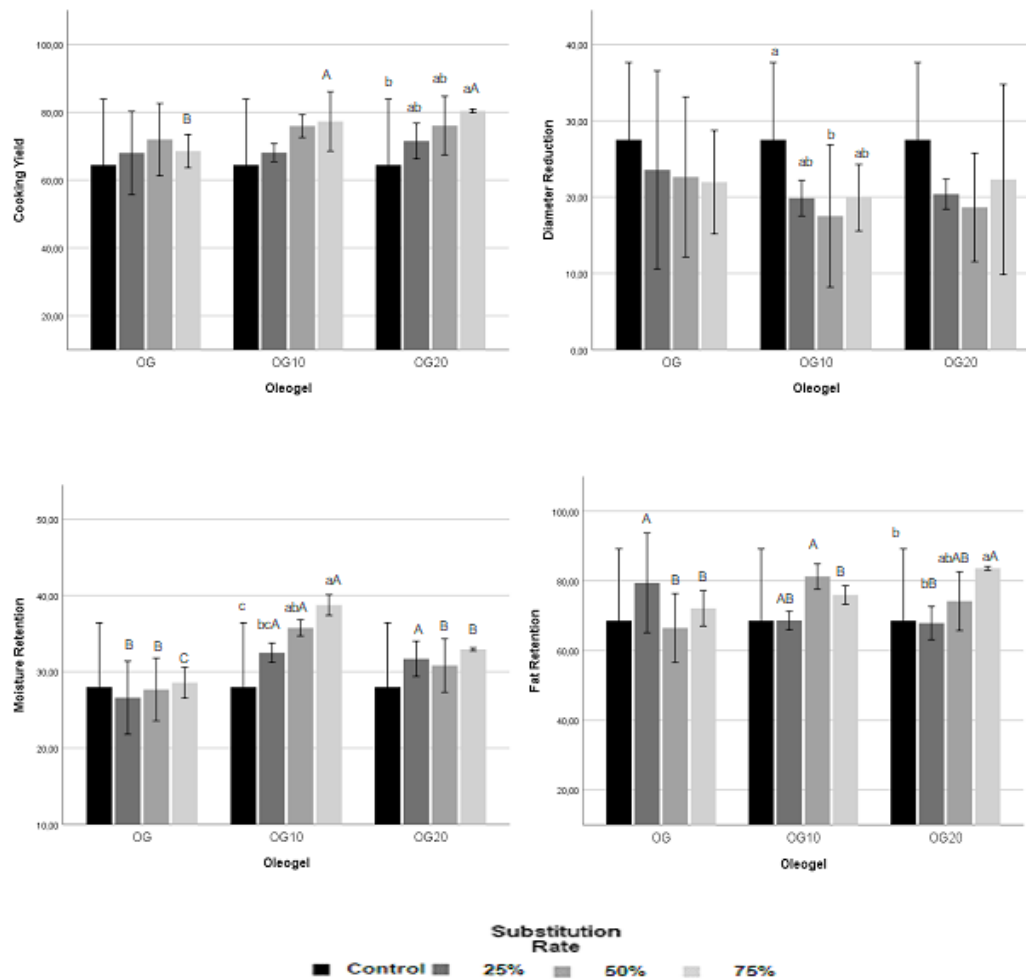 100,00
80,00
60,00
40,00
20,00
Cooking Yield
B
A
b
ab
ab
aA
OG
OG10
OG20
Oleogel
40,00
30,00
20,00
10,00
0,00
Diameter Reduction
a
ab
b
ab
OG
OG10
OG20
Oleogel
50,00
40,00
30,00
20,00
10,00
Moisture Retention
B
B
C
c
bcA
abA
aA
A
B
B
OG
OG10
OG20
Oleogel
100,00
80,00
60,00
40,00
20,00
Fat Retention
A
B
B
AB
A
B
b
bB
abAB
aA
OG
OG10
OG20
Oleogel
Substitution
Rate
Control 25% 50% 75%